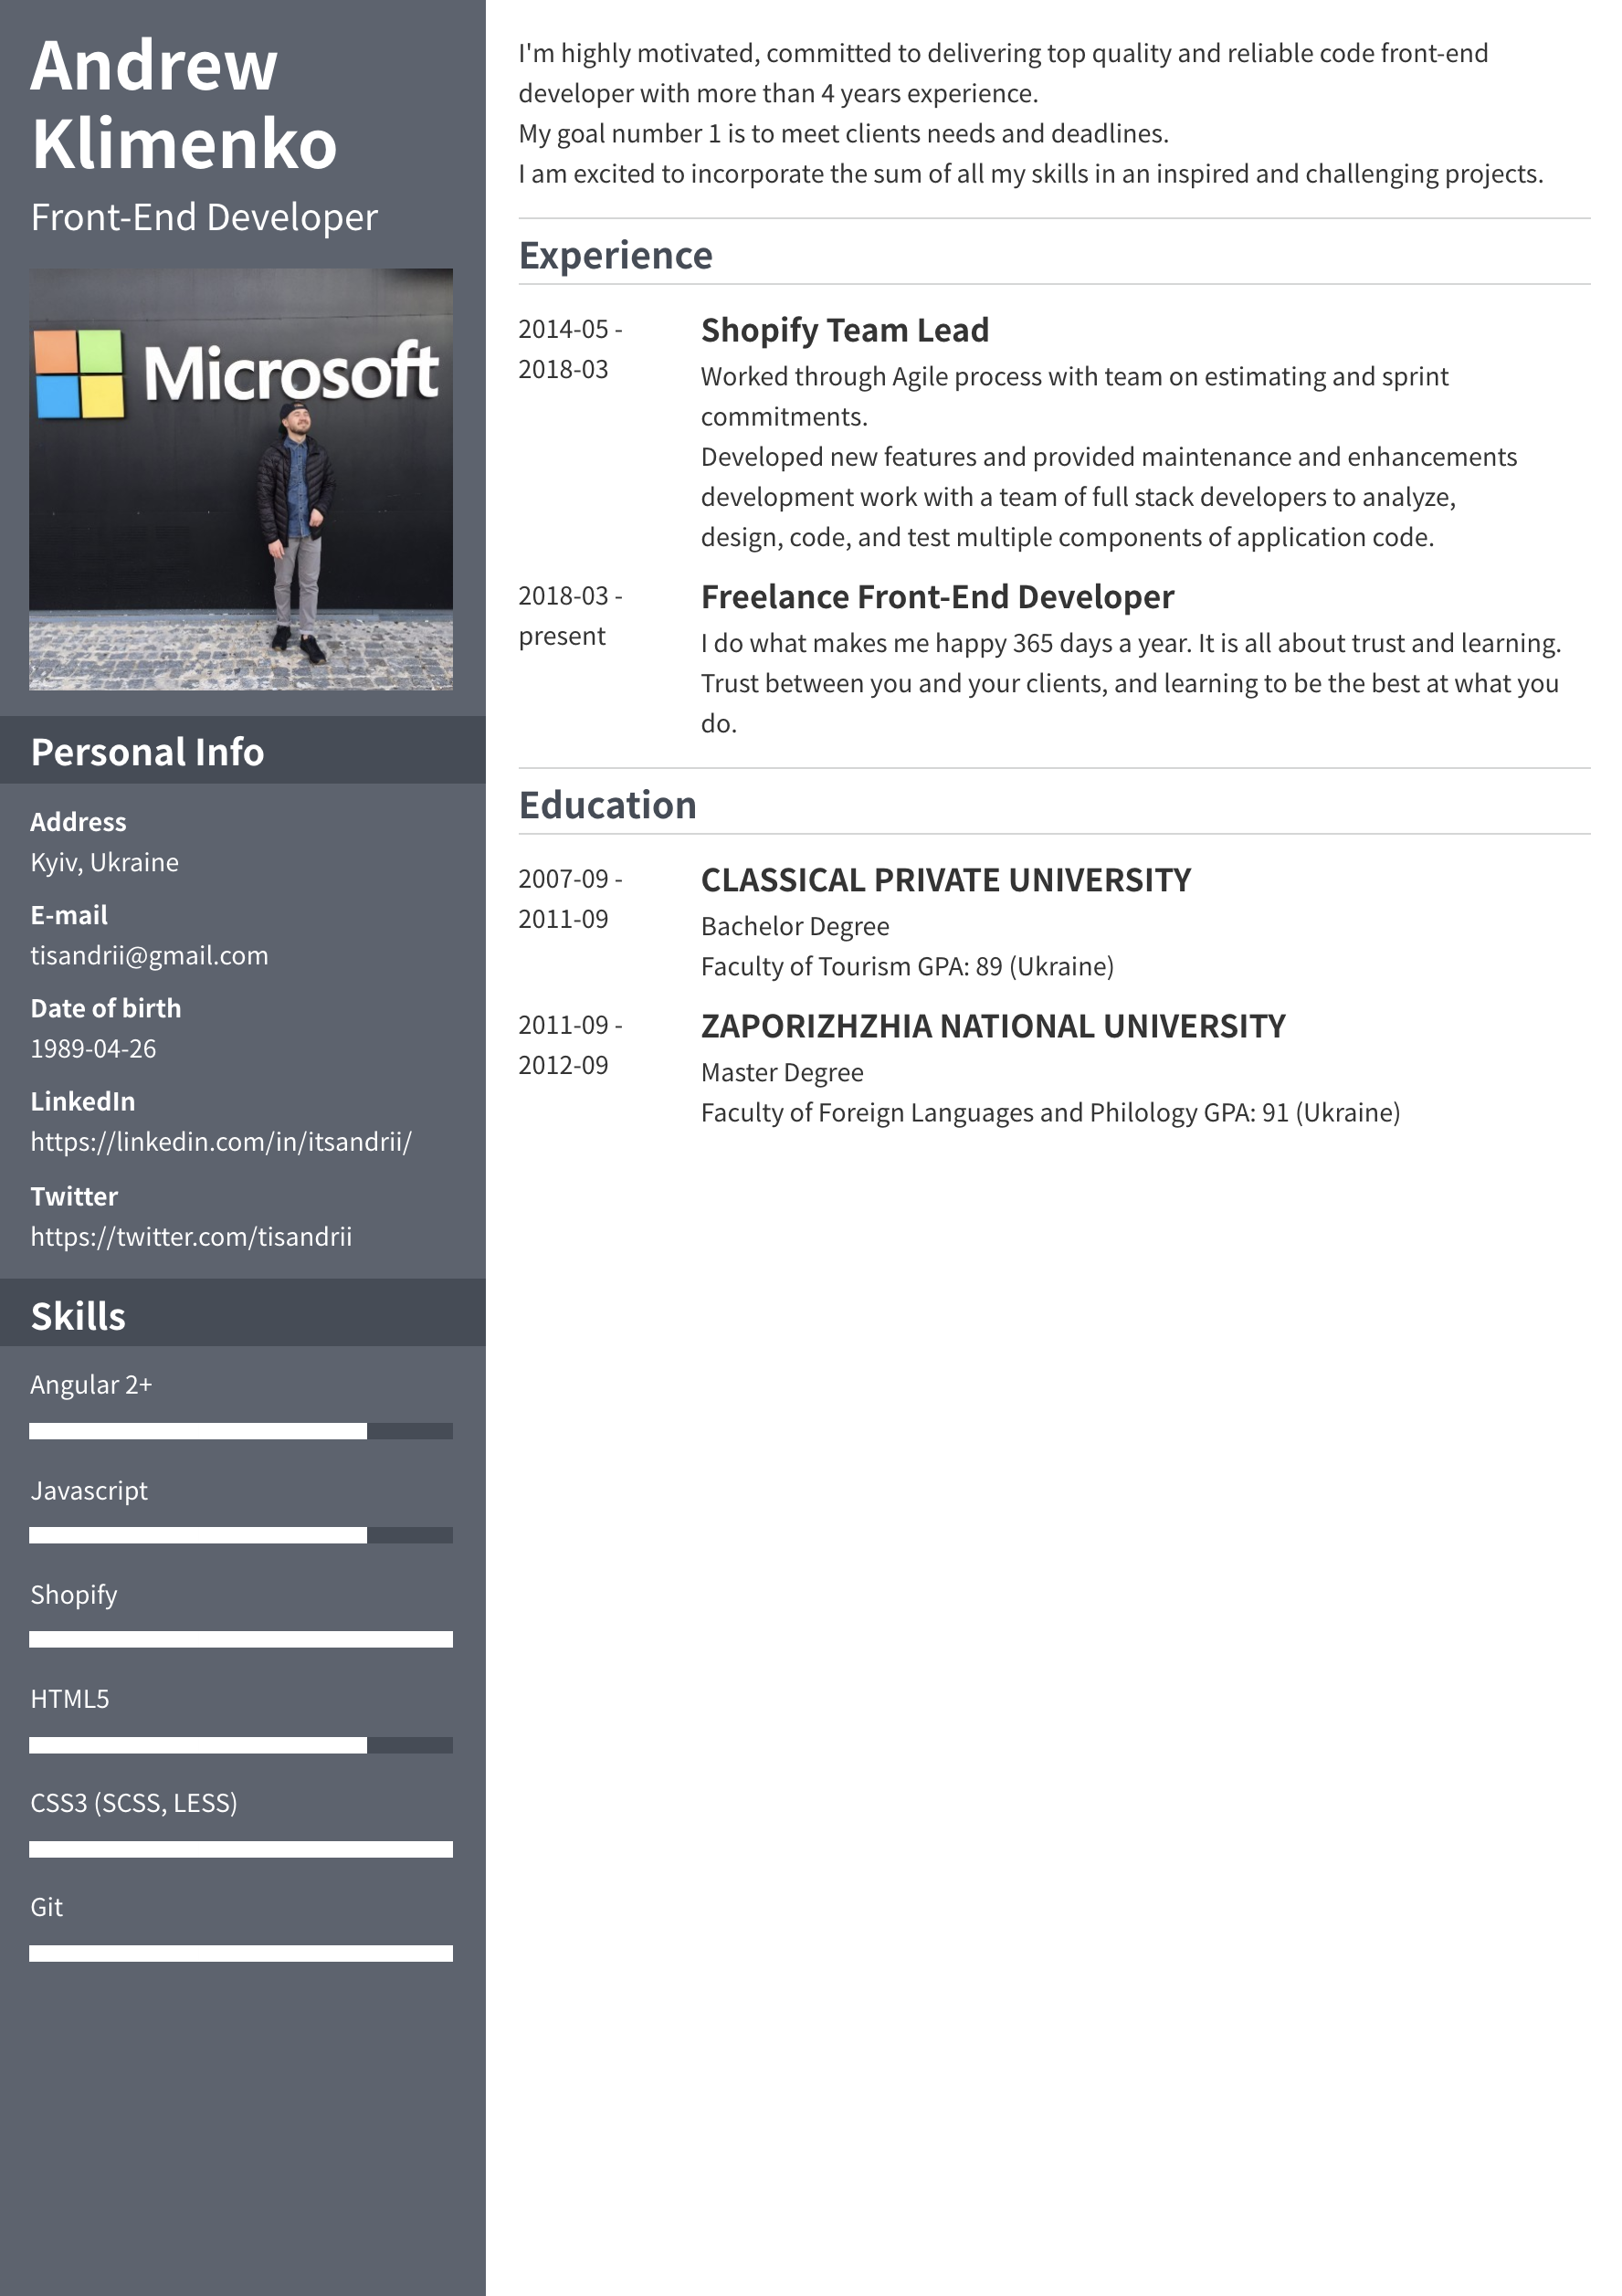 Andrew
Klimenko
Front-End Developer
Microsoft
Personal Info
Address
Kyiv, Ukraine
E-mail
tisandrii@gmail.com
Date of birth
1989-04-26
LinkedIn
https://linkedin.com/in/itsandrii/
Twitter
https://twitter.com/tisandrii
Skills
Angular 2+
Javascript
Shopify
HTML5
CSS3 (SCSS, LESS)
Git
I'm highly motivated, committed to delivering top quality and reliable code front-end
developer with more than 4 years experience.
My goal number 1 is to meet clients needs and deadlines.
I am excited to incorporate the sum of all my skills in an inspired and challenging projects.
Experience
2014-05 -
2018-03
Shopify Team Lead
Worked through Agile process with team on estimating and sprint
commitments.
Developed new features and provided maintenance and enhancements
development work with a team of full stack developers to analyze,
design, code, and test multiple components of application code.
2018-03 -
present
Freelance Front-End Developer
I do what makes me happy 365 days a year. It is all about trust and learning.
Trust between you and your clients, and learning to be the best at what you
do.
Education
2007-09 -
2011-09
CLASSICAL PRIVATE UNIVERSITY
Bachelor Degree
Faculty of Tourism GPA: 89 (Ukraine)
2011-09 -
2012-09
ZAPORIZHZHIA NATIONAL UNIVERSITY
Master Degree
Faculty of Foreign Languages and Philology GPA: 91 (Ukraine)